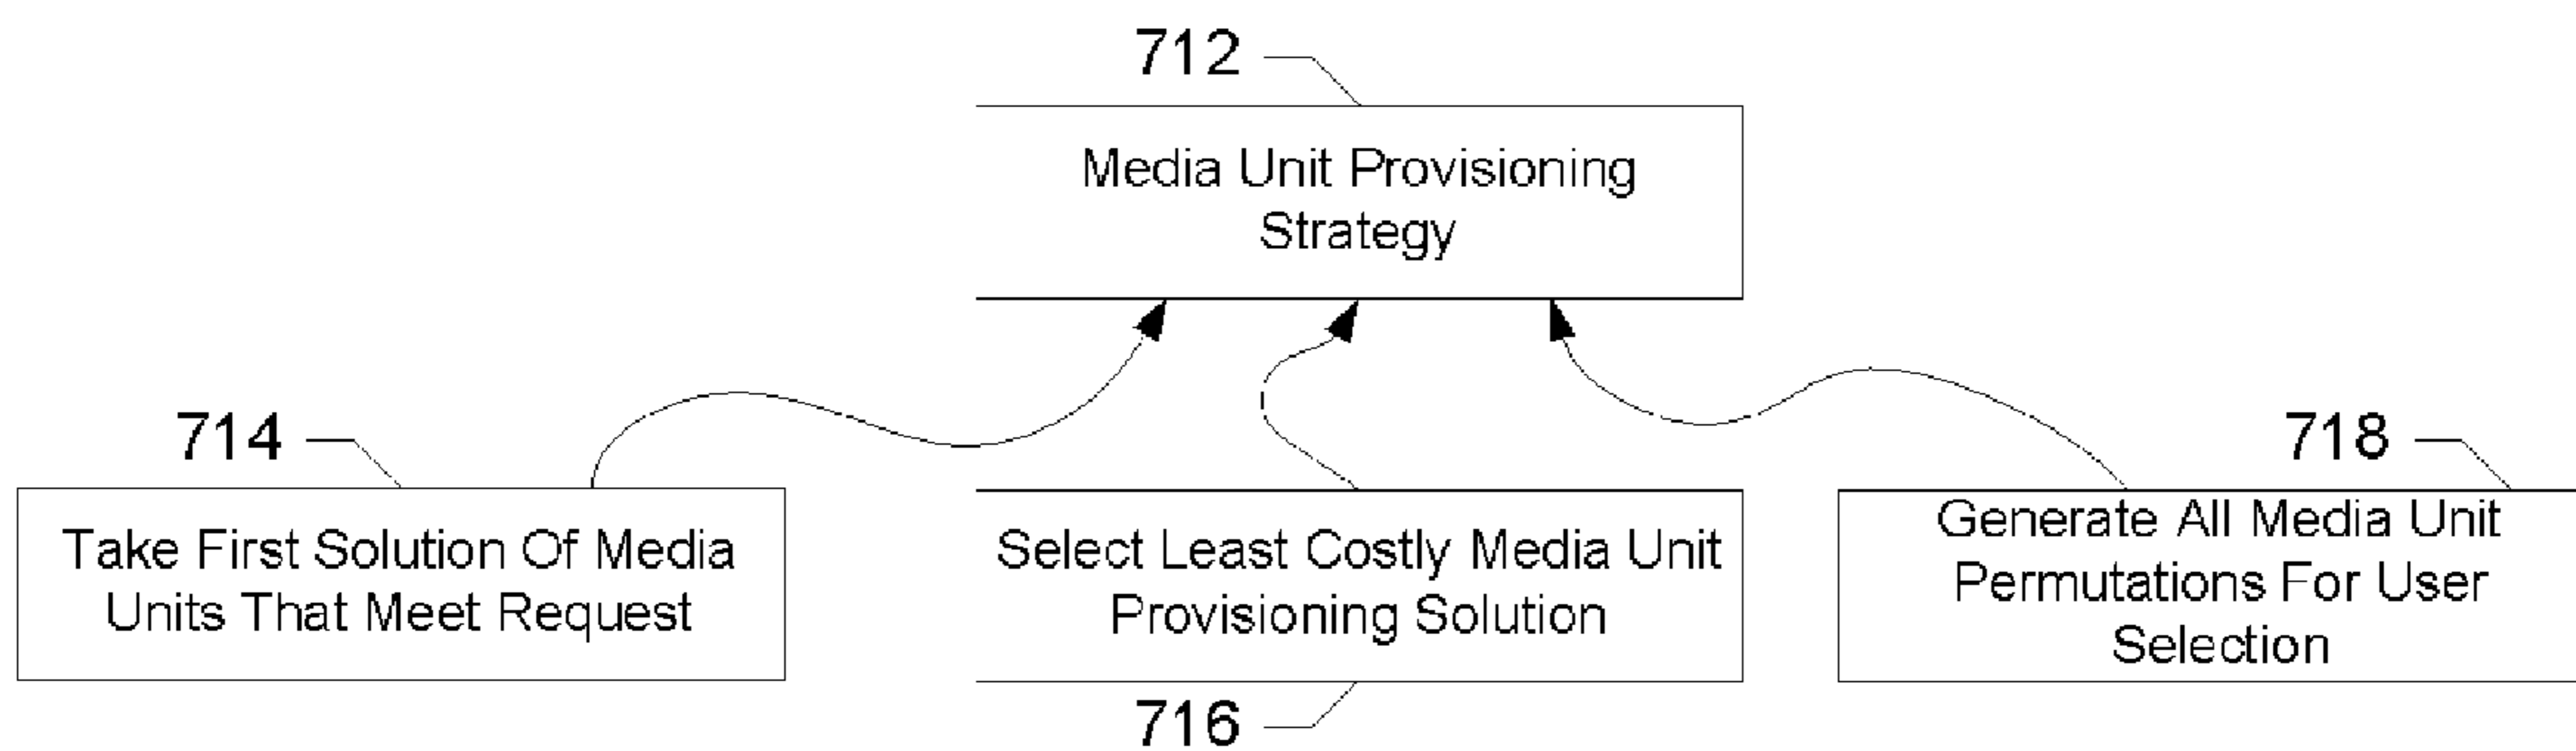 712
Media Unit Provisioning
Strategy
714
718
Take First Solution Of Media
Units That Meet Request
Select Least Costly Media Unit
Provisioning Solution
Generate All Media Unit
Permutations For User
Selection
716